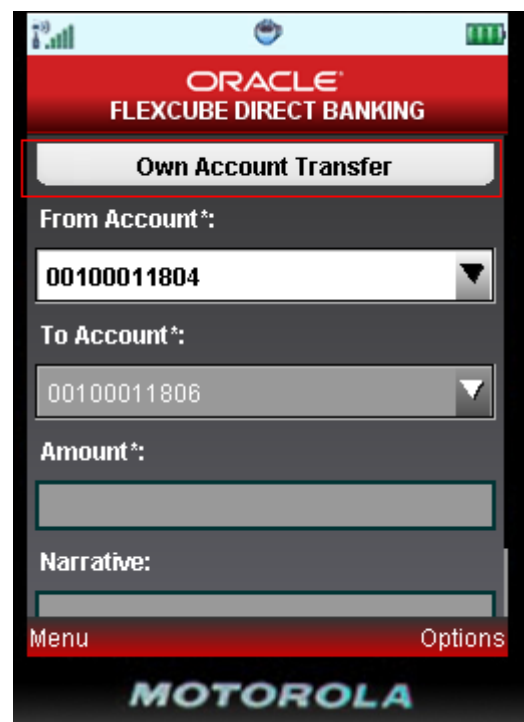 ORACLE
FLEXCUBE DIRECT BANKING
Own Account Transfer
From Account*:
00100011804
To Account*:
00100011806
Amount*:
Narrative:
Menu Options
MOTOROLA